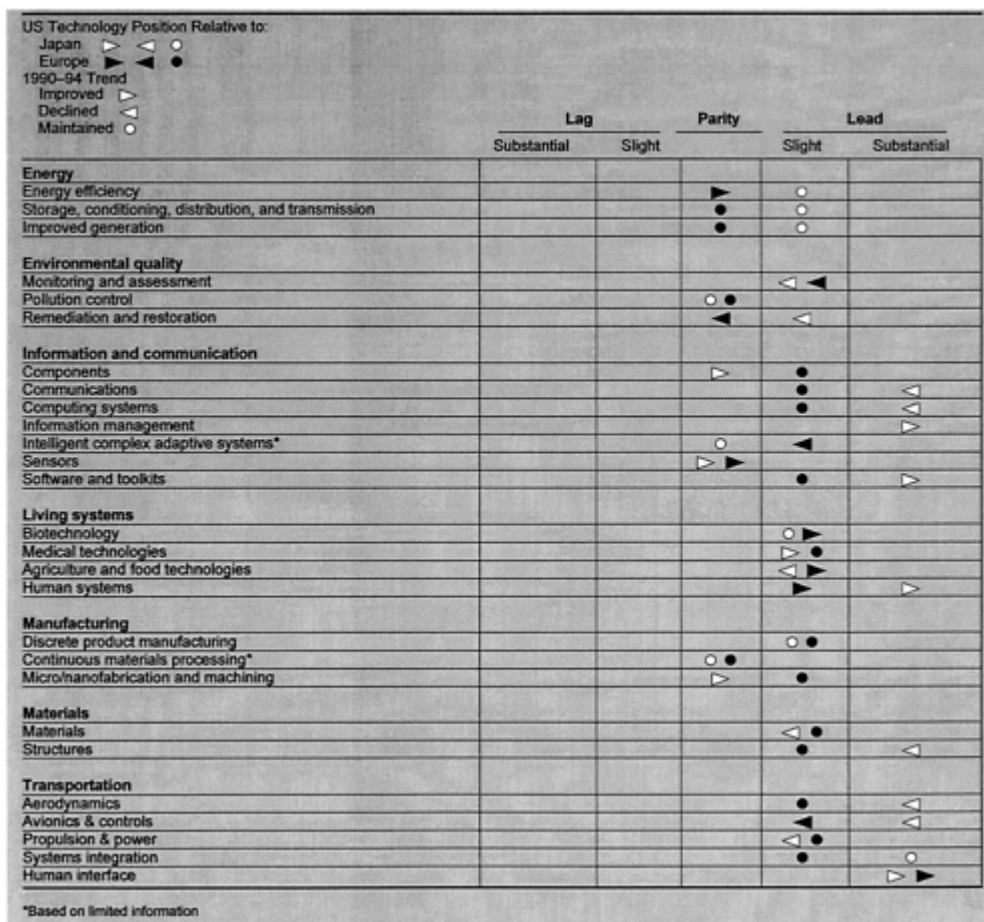 US Technology Position Relative to:
Japan
Europe
1990–94 Trend
Improved
Declined
Maintained
Lag Parity Lead
Substantial Slight Slight Substantial
Energy
Energy efficiency
Storage, conditioning, distribution, and transmission
Improved generation
Environmental quality
Monitoring and assessment
Pollution control
Remediation and restoration
Information and communication
Components
Communications
Computing systems
Information management
Intelligent complex adaptive systems*
Sensors
Software and toolkits
Living systems
Biotechnology
Medical technologies
Agriculture and food technologies
Human systems
Manufacturing
Discrete product manufacturing
Continuous materials processing*
Micro/nanofabrication and machining
Materials
Materials
Structures
Transportation
Aerodynamics
Avionics & controls
Propulsion & power
Systems integration
Human interface
*Based on limited information